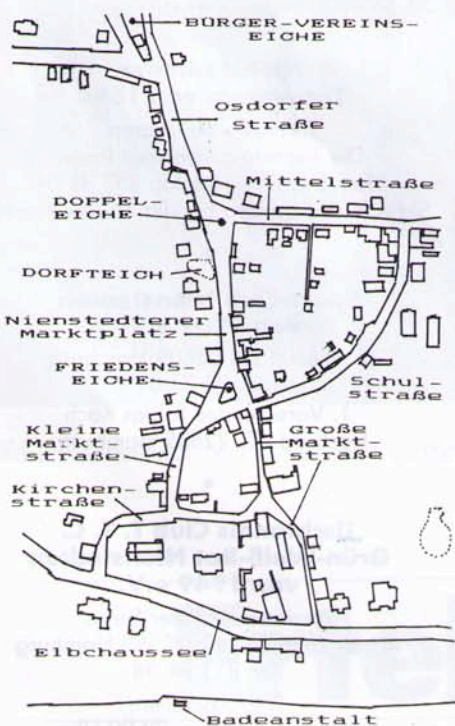 BÜRGER-VEREINS-
EICHE
Osdorfer
Straße
Mittelstraße
DOPPEL
EICHE
DORFTEICH
Nienstedtener
Marktplatz
FRIEDENS-
EICHE
Schul-
straße
Kleine
Markt-
straße
Große
Markt-
straße
Kirchen-
straße
Elbchaussee
Badeanstalt